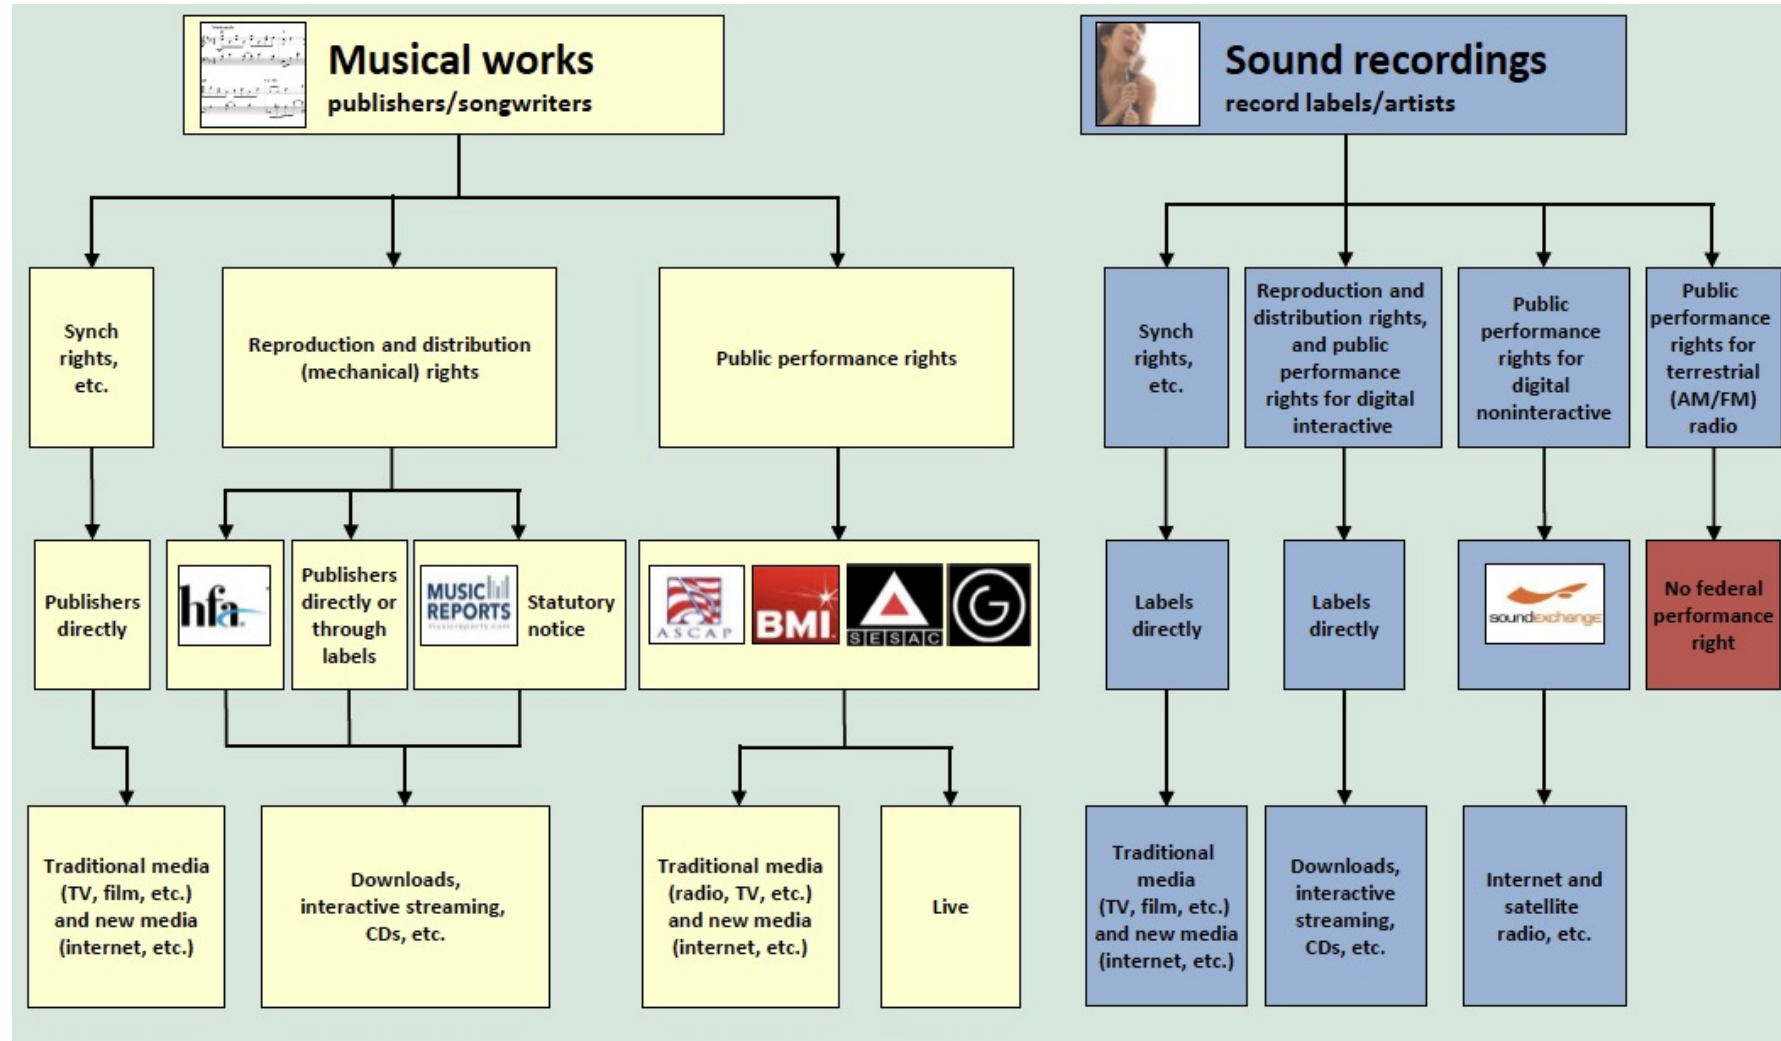 Musical works
publishers/songwriters
Sound recordings
record labels/artists
Synch
rights,
etc.
Reproduction and distribution
(mechanical) rights
Public performance rights
Synch
rights,
etc.
Reproduction and
distribution rights,
and public
performance
rights for digital
interactive
Public
performance
rights for
digital
noninteractive
Public
performance
rights for
terrestrial
(AM/FM)
radio
Publishers
directly
hfa
Publishers
directly or
through
labels
MUSIC
REPORTS
musicreports.com
Statutory
notice
ASCAP
BMI
SESAC
G
Labels
directly
Labels
directly
soundexchange
No federal
performance
right
Traditional media
(TV, film, etc.)
and new media
(internet, etc.)
Downloads,
interactive streaming,
CDs, etc.
Traditional media
(radio, TV, etc.)
and new media
(internet, etc.)
Live
Traditional
media
(TV, film, etc.)
and new media
(internet, etc.)
Downloads,
interactive
streaming,
CDs, etc.
Internet and
satellite
radio, etc.